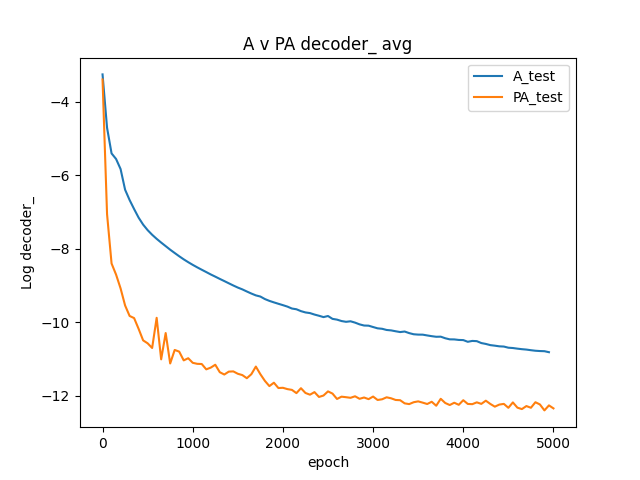 A v PA decoder_ avg
A_test
PA_test
Log decoder_
−4
−6
−8
−10
−12
0
1000
2000
3000
4000
5000
epoch